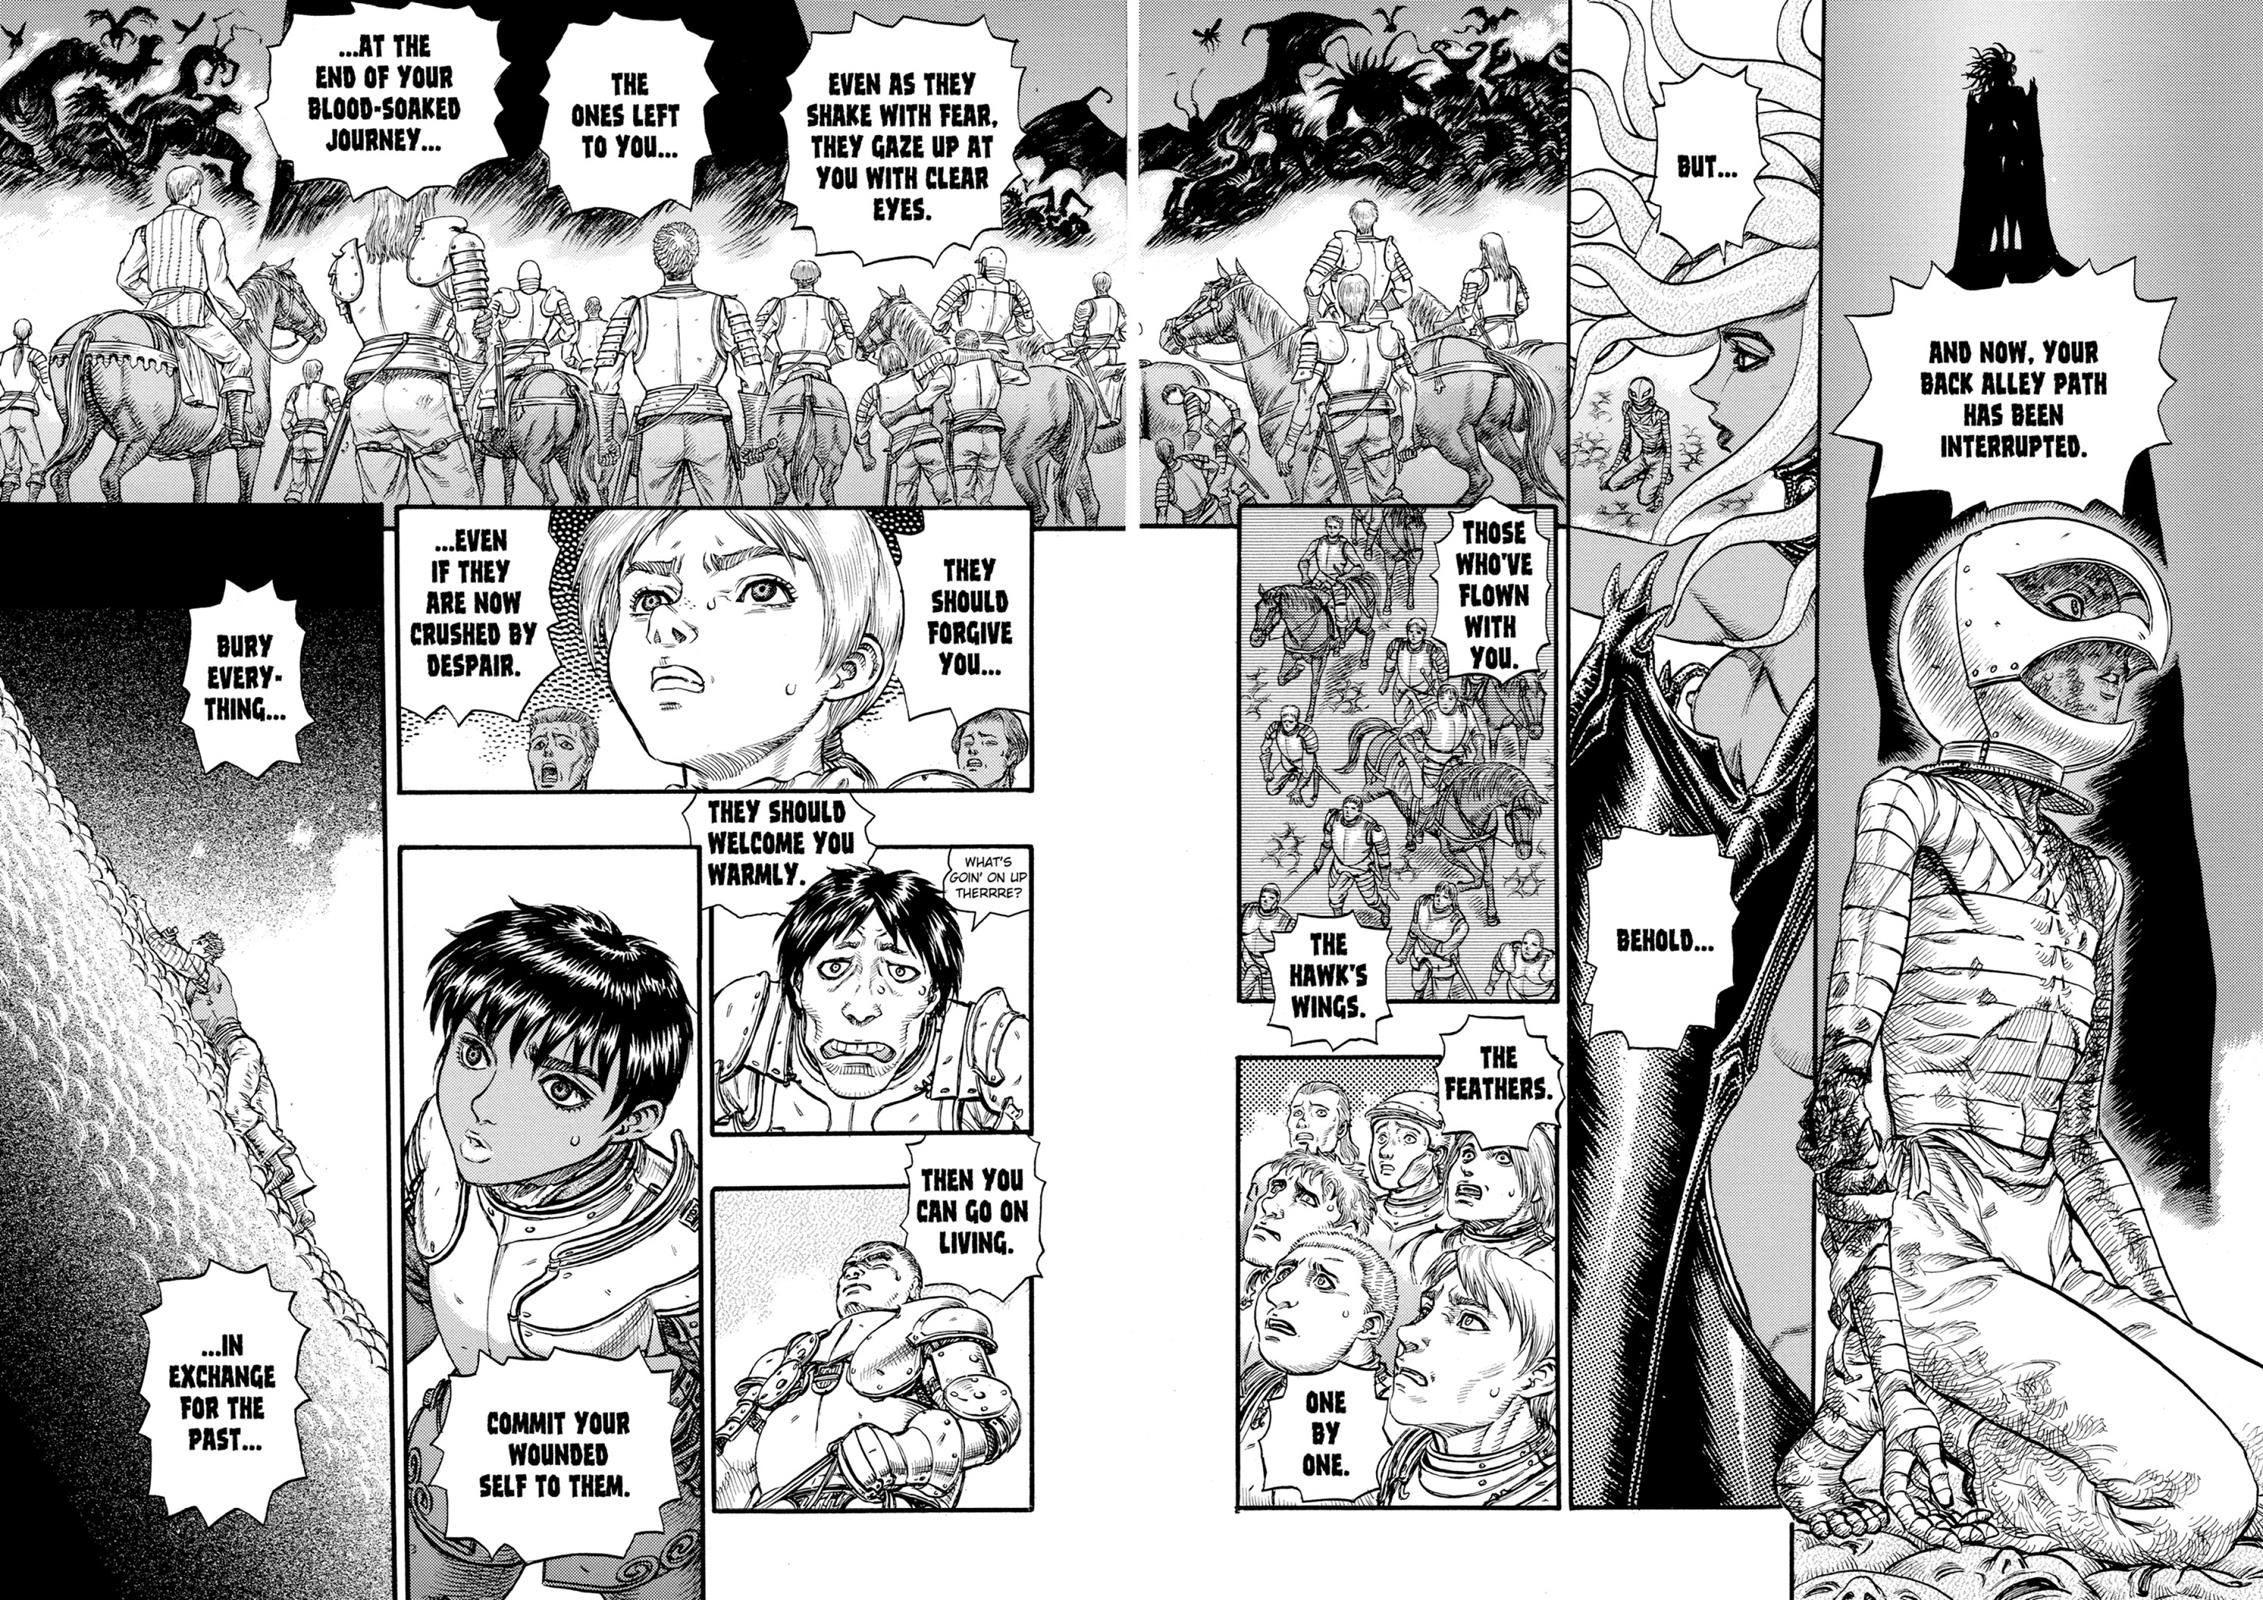 AND NOW, YOUR
BACK ALLEY PATH
HAS BEEN
INTERRUPTED.
BUT...
BEHOLD...
THOSE
WHO'VE
FLOWN
WITH
YOU.
THE
HAWK'S
WINGS.
THE
FEATHERS.
ONE
BY
ONE.
EVEN AS THEY
SHAKE WITH FEAR,
THEY GAZE UP AT
YOU WITH CLEAR
EYES.
THE
ONES LEFT
TO YOU...
...AT THE
END OF YOUR
BLOOD-SOAKED
JOURNEY...
THEY
SHOULD
FORGIVE
YOU...
...EVEN
IF THEY
ARE NOW
CRUSHED BY
DESPAIR.
WHAT'S
GOIN' ON UP
THERRRE?
THEY SHOULD
WELCOME YOU
WARMLY.
THEN YOU
CAN GO ON
LIVING.
COMMIT YOUR
WOUNDED
SELF TO THEM.
BURY
EVERY-
THING...
...IN
EXCHANGE
FOR THE
PAST...